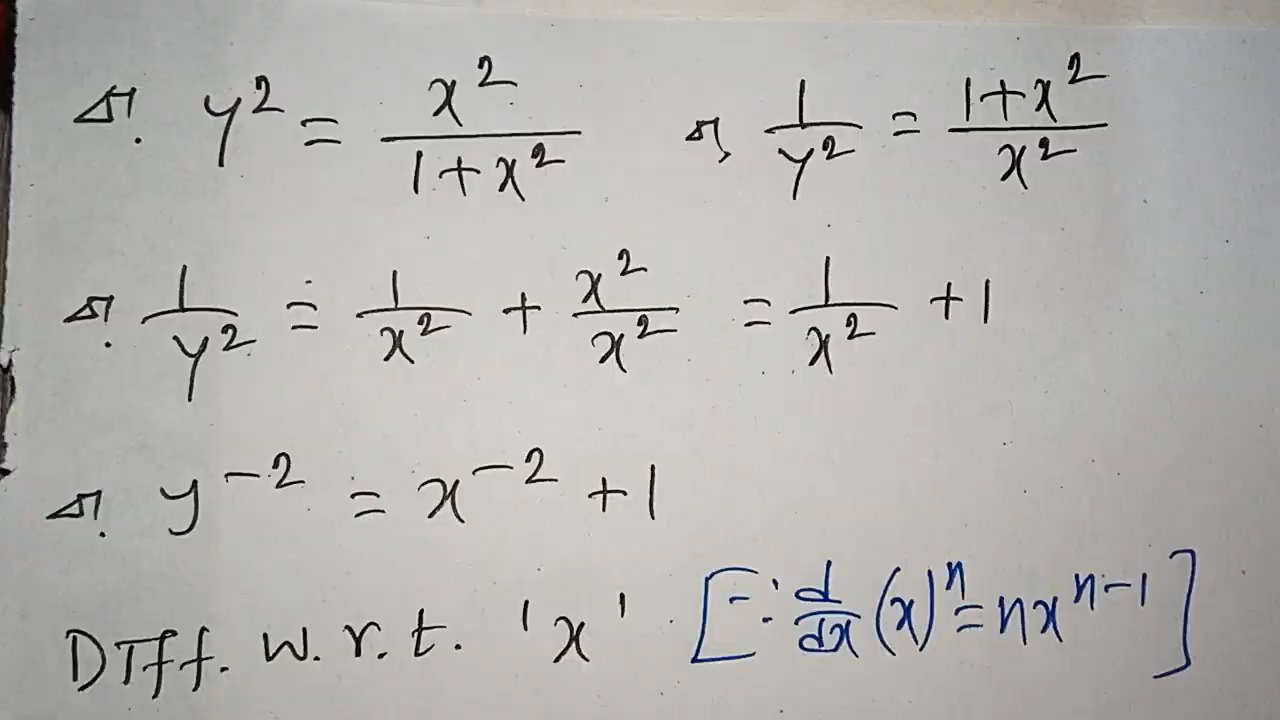 বা. y² = x²/(1+x²) বা, 1/y² = (1+x²)/x²
বা. 1/y² = 1/x² + x²/x² = 1/x² + 1
বা. y⁻² = x⁻² + 1
Diff. w.r.t. 'x' [∵ d/dx (x)ⁿ = nxⁿ⁻¹]